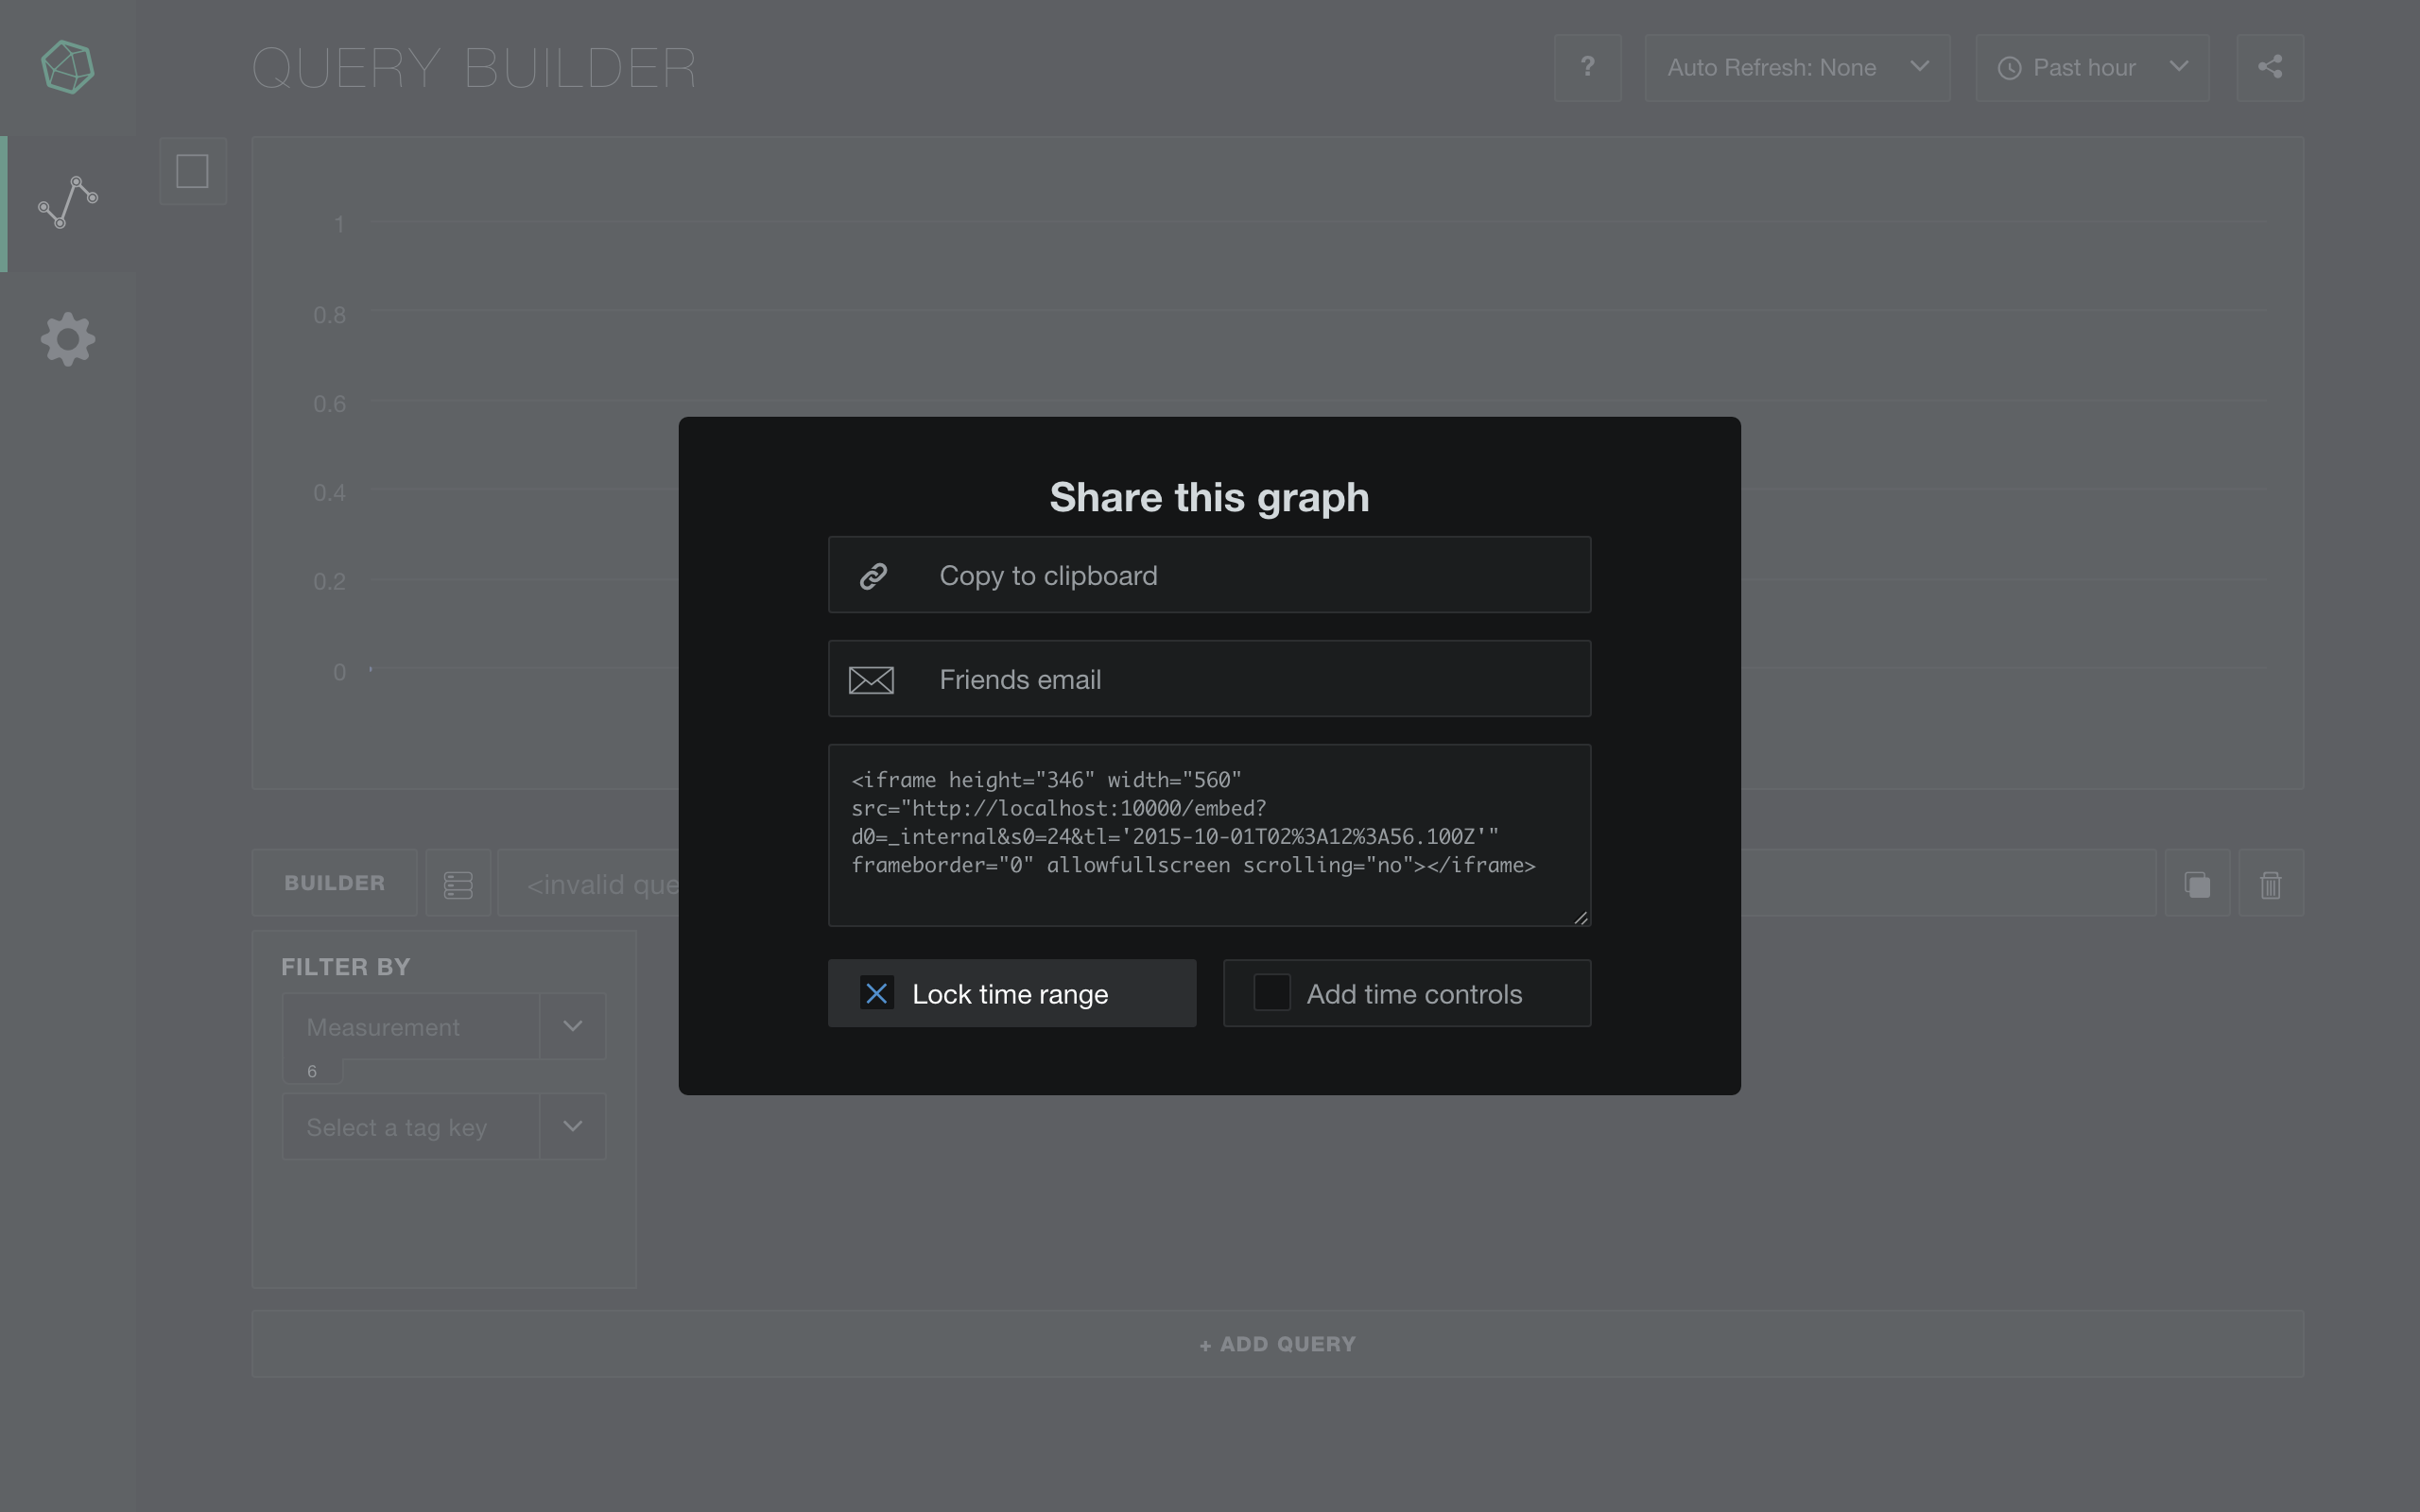 QUERY BUILDER
?
Auto Refresh: None
Past hour
1
0.8
0.6
0.4
0.2
0
Share this graph
Copy to clipboard
Friends email
<iframe height="346" width="560"
src="http://localhost:10000/embed?
d0=_internal&s0=24&tl='2015-10-01T02%3A12%3A56.100Z'"
frameborder="0" allowfullscreen scrolling="no"></iframe>
Lock time range
Add time controls
BUILDER
<invalid que
FILTER BY
Measurement
6
Select a tag key
+ ADD QUERY